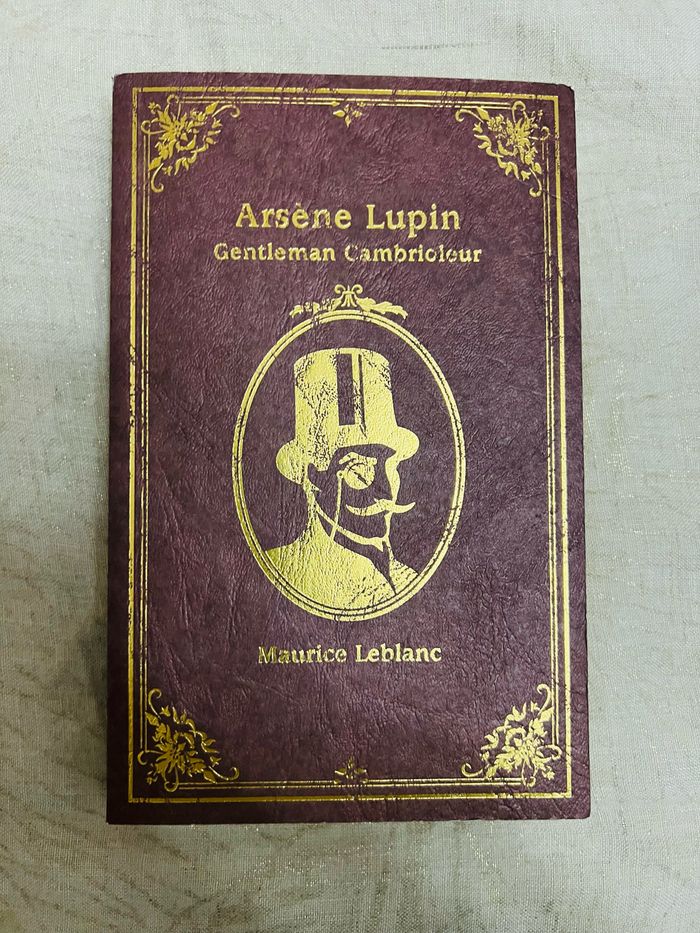 Arsène Lupin
Gentleman Cambrioleur
Maurice Leblanc